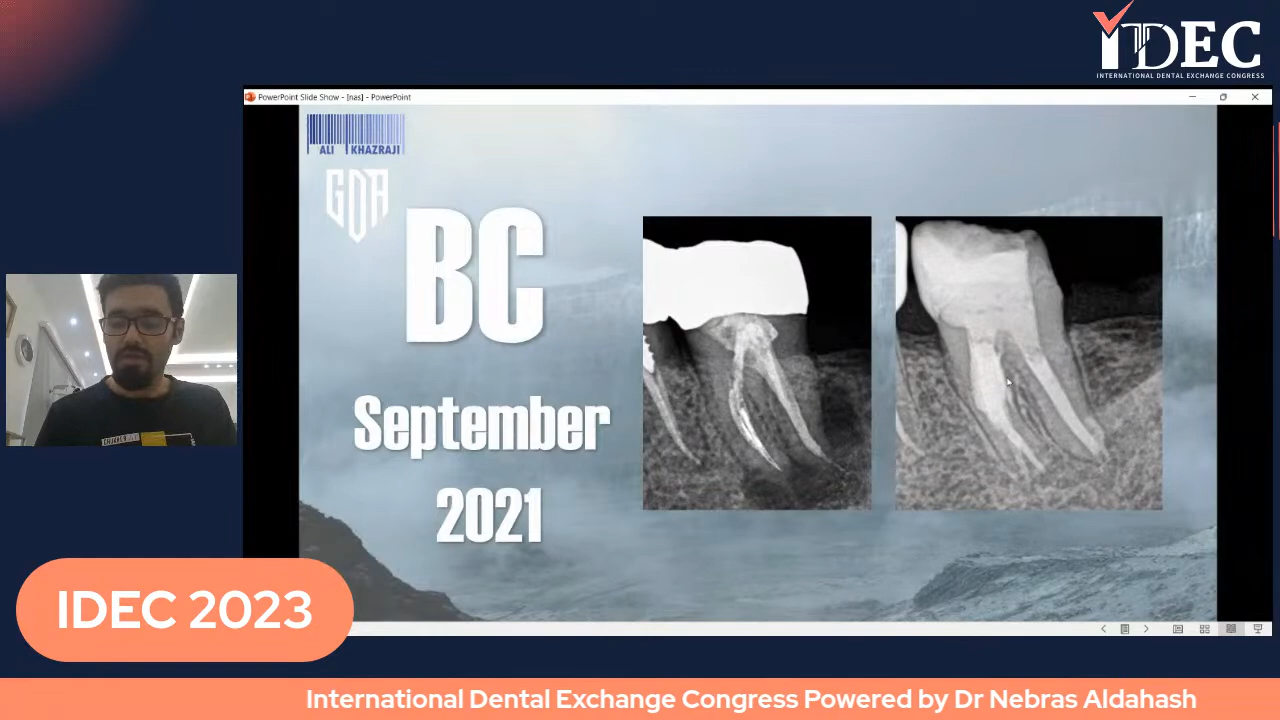 IDEC
INTERNATIONAL DENTAL EXCHANGE CONGRESS
PowerPoint Slide Show - [nas] - PowerPoint
ALI KHAZRAJI
GDA
BC
September
2021
IDEC 2023
International Dental Exchange Congress Powered by Dr Nebras Aldahash